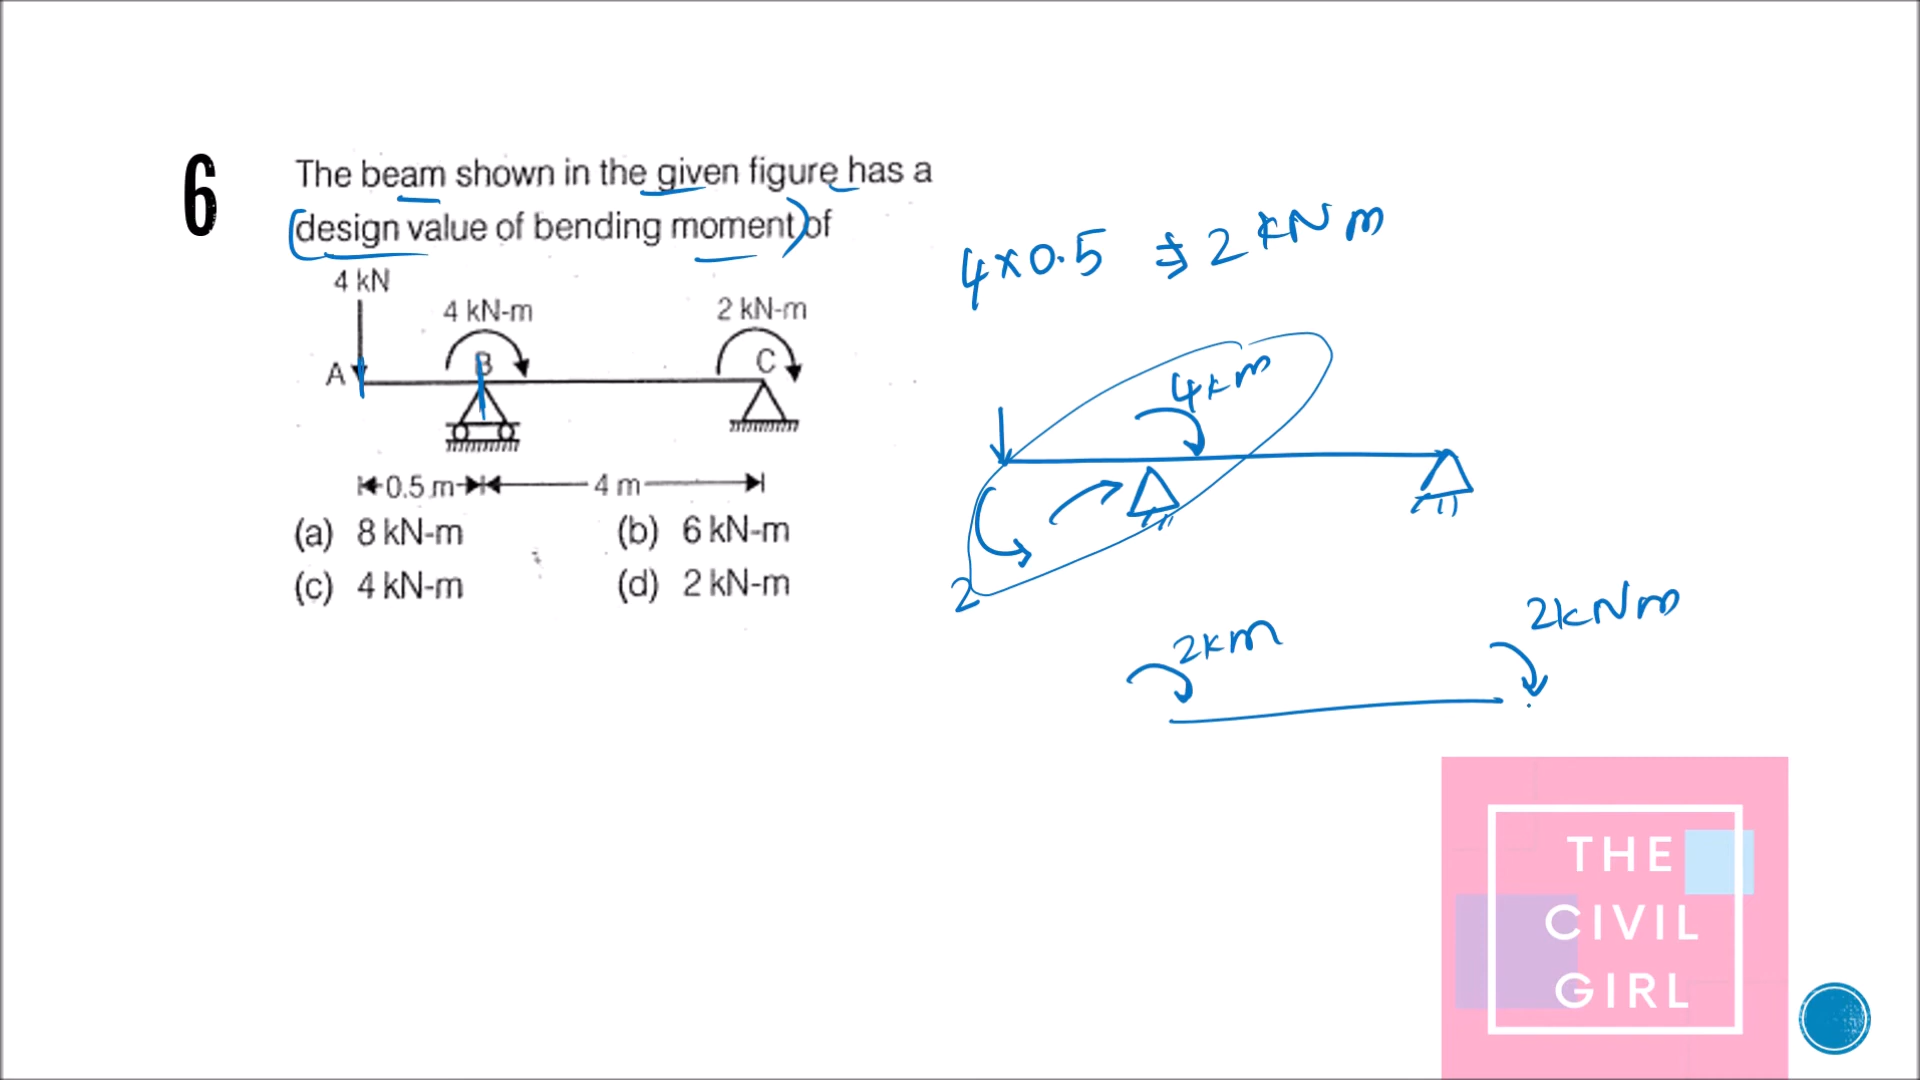 6
The beam shown in the given figure has a
(design value of bending moment) of
4 kN
4 kN-m
2 kN-m
A
B
C
0.5 m
4 m
(a) 8 kN-m
(b) 6 kN-m
(c) 4 kN-m
(d) 2 kN-m
4×0.5 ⇒ 2 kNm
4km
2
2km
2kNm
THE
CIVIL
GIRL